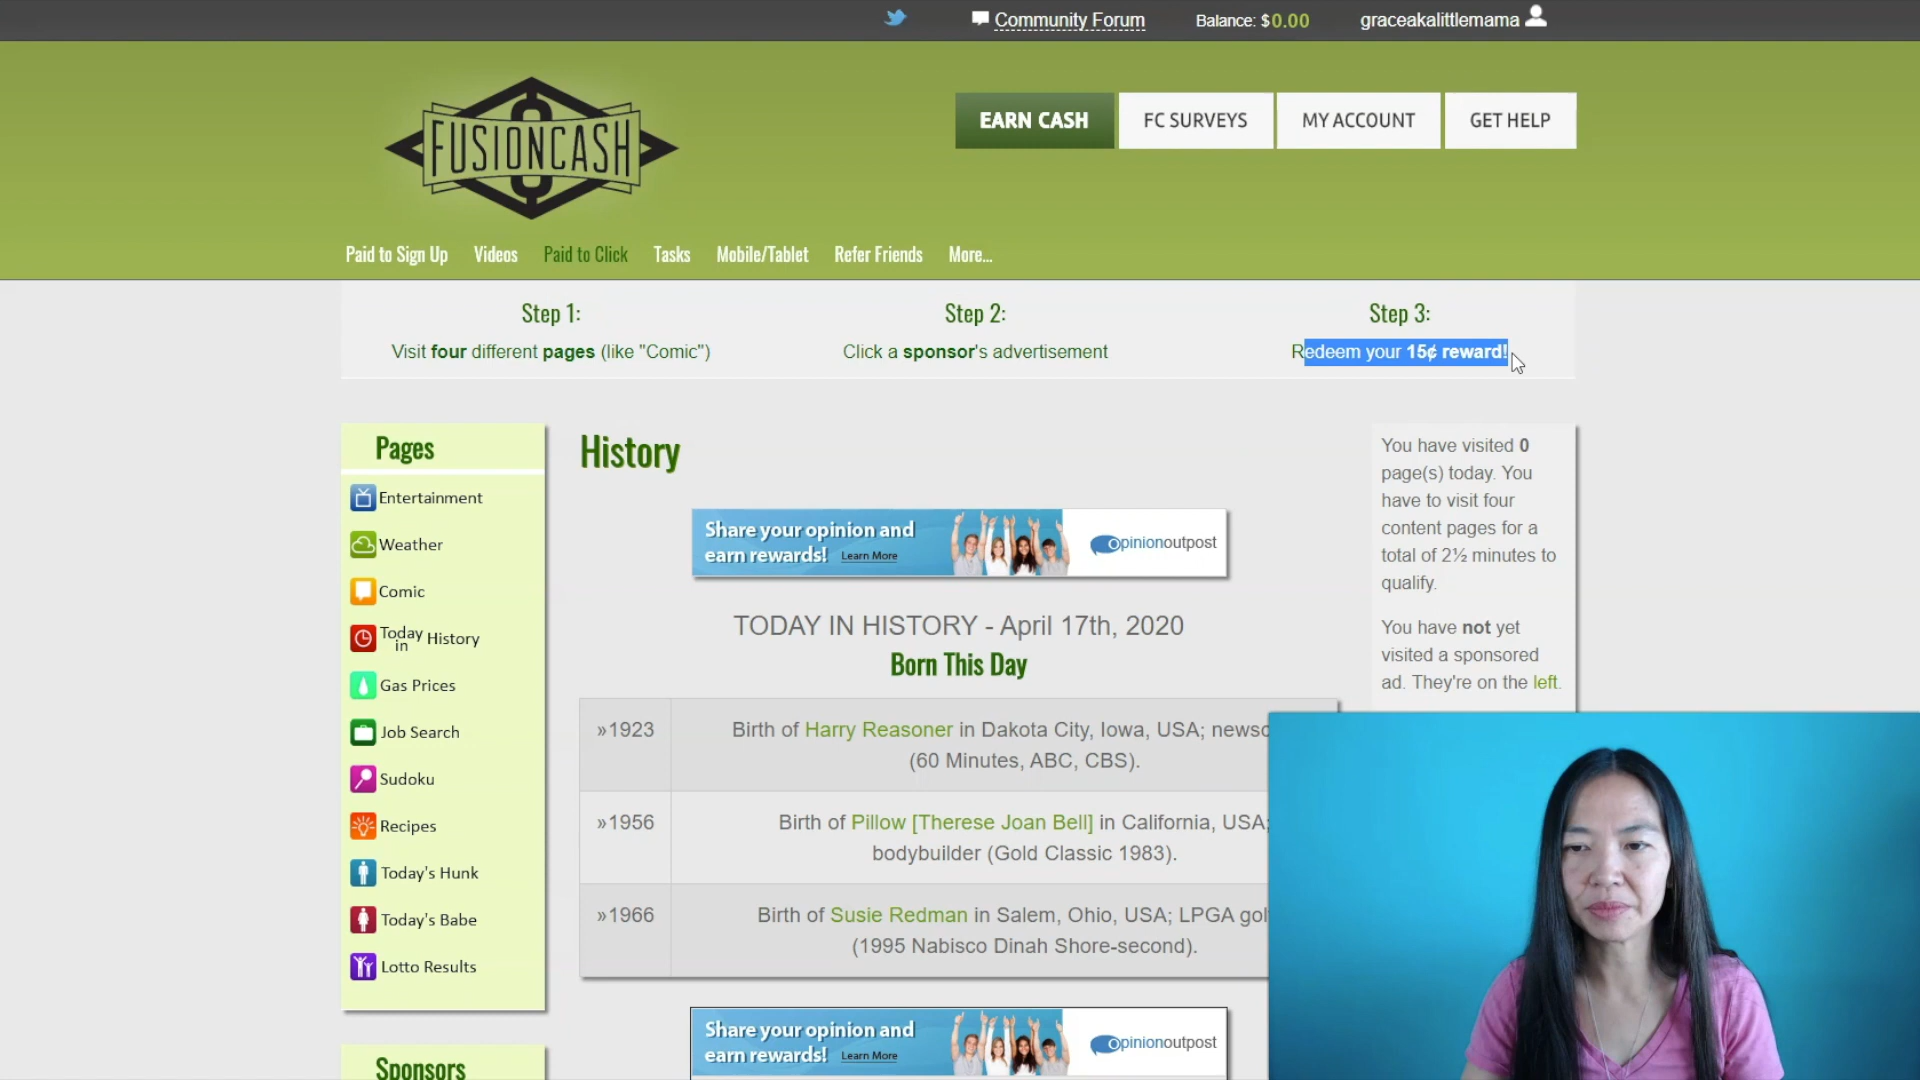 Community Forum
Balance: $0.00
graceakalittlemama
FUSIONCASH
EARN CASH
FC SURVEYS
MY ACCOUNT
GET HELP
Paid to Sign Up
Videos
Paid to Click
Tasks
Mobile/Tablet
Refer Friends
More...
Step 1:
Visit four different pages (like "Comic")
Step 2:
Click a sponsor's advertisement
Step 3:
Redeem your 15¢ reward!
Pages
Entertainment
Weather
Comic
Today in History
Gas Prices
Job Search
Sudoku
Recipes
Today's Hunk
Today's Babe
Lotto Results
Sponsors
History
Share your opinion and
earn rewards! Learn More
Opinionoutpost
TODAY IN HISTORY - April 17th, 2020
Born This Day
»1923
Birth of Harry Reasoner in Dakota City, Iowa, USA; newsc
(60 Minutes, ABC, CBS).
»1956
Birth of Pillow [Therese Joan Bell] in California, USA;
bodybuilder (Gold Classic 1983).
»1966
Birth of Susie Redman in Salem, Ohio, USA; LPGA gol
(1995 Nabisco Dinah Shore-second).
Share your opinion and
earn rewards! Learn More
Opinionoutpost
You have visited 0
page(s) today. You
have to visit four
content pages for a
total of 2½ minutes to
qualify.
You have not yet
visited a sponsored
ad. They're on the left.